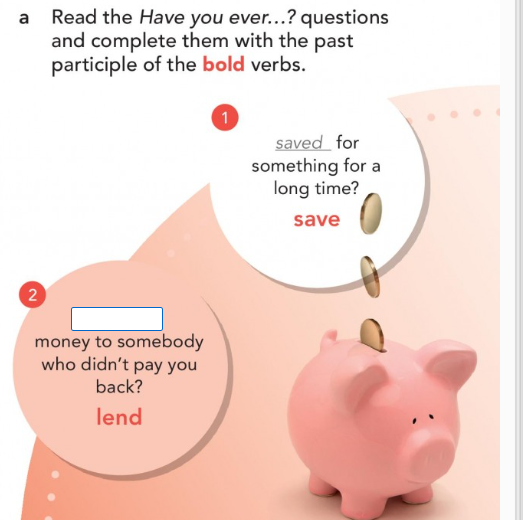 a Read the Have you ever...? questions
and complete them with the past
participle of the bold verbs.
1
saved for
something for a
long time?
save
2
money to somebody
who didn't pay you
back?
lend